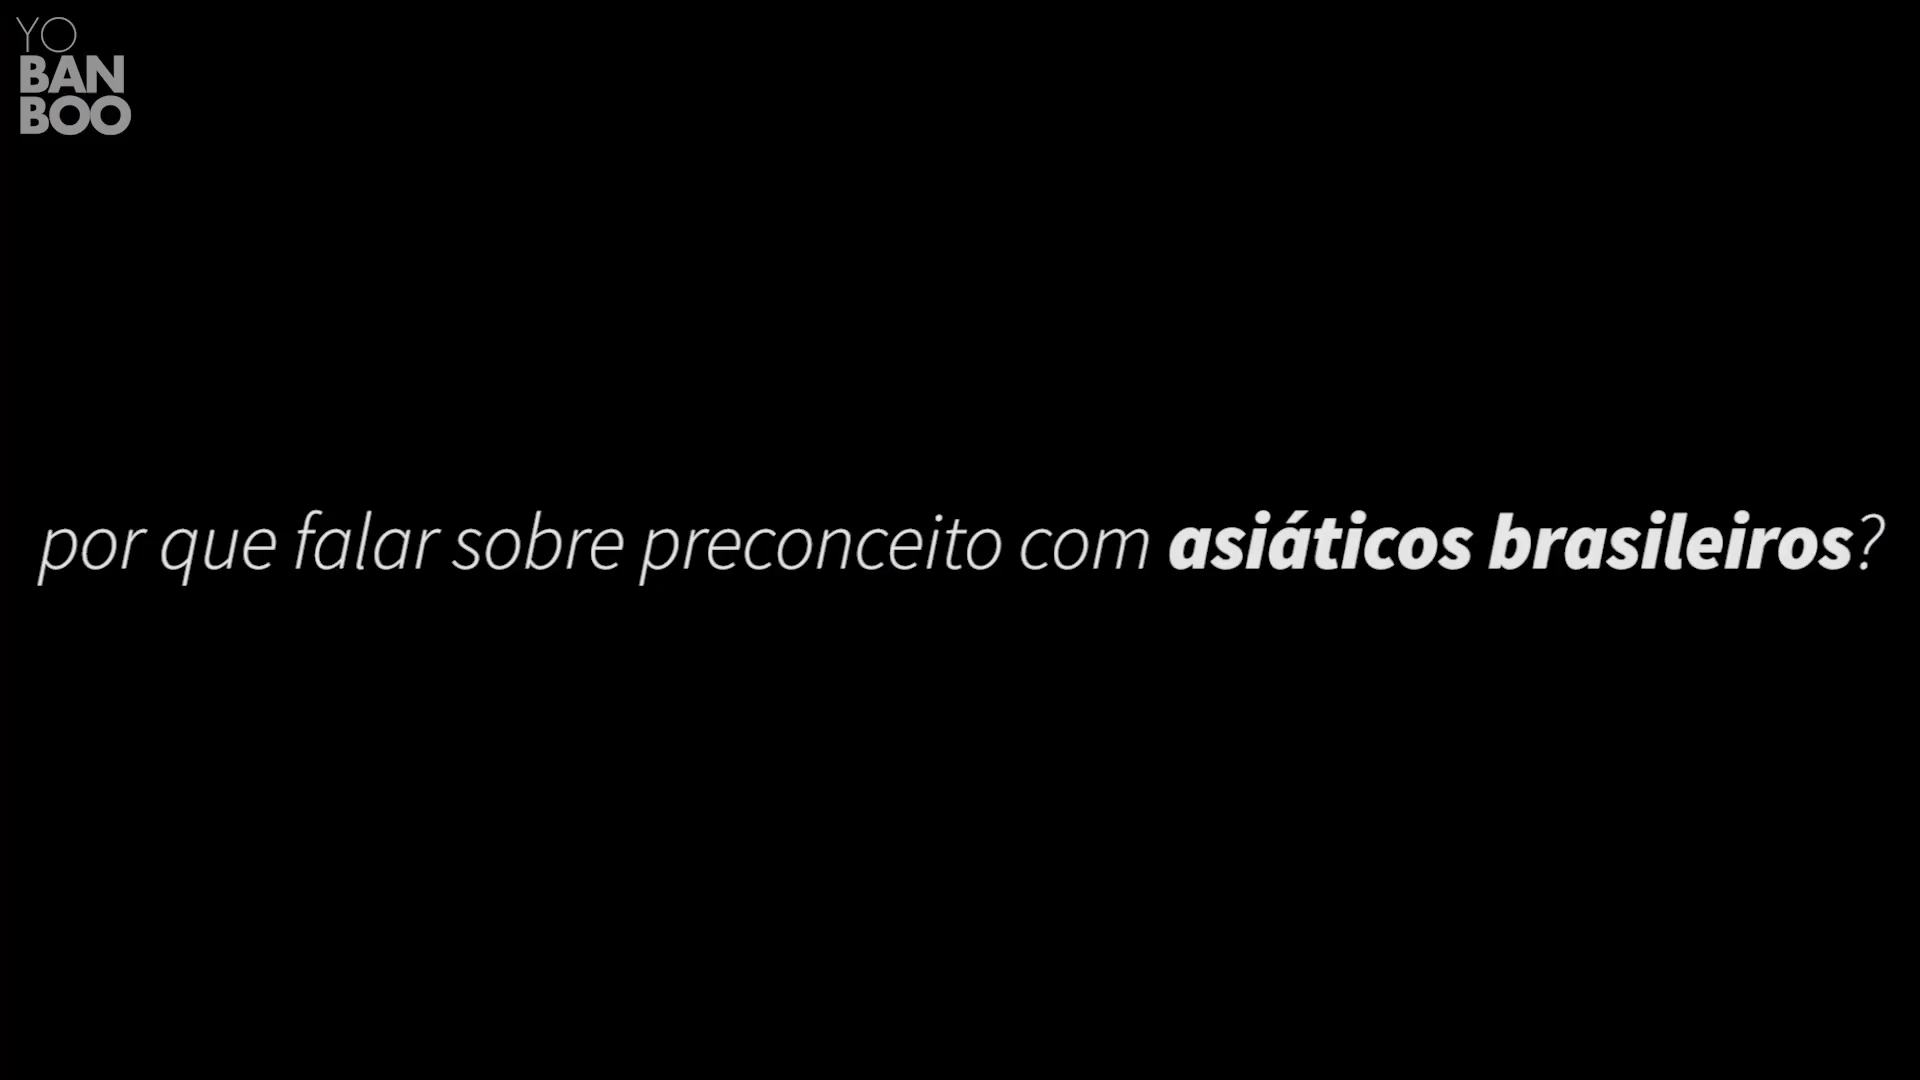 YO
BAN
BOO
por que falar sobre preconceito com asiáticos brasileiros?